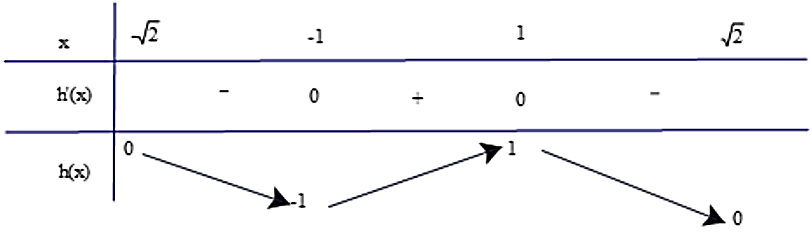 x -√2 -1 1 √2
h'(x) - 0 + 0 -
h(x) 0 -1 1 0